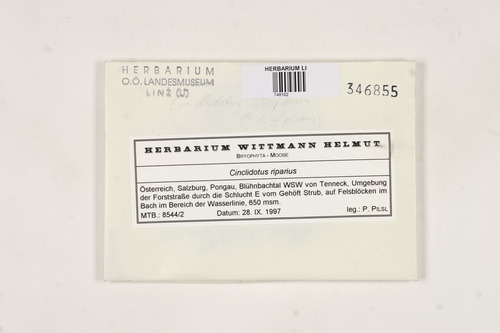 HERBARIUM
O.Ö. LANDESMUSEUM
LINZ
HERBARIUM LI
346855
HERBARIUM WITTMANN HELMUT
BRYOPHYTA - MOOSE
Cinclidotus riparius
Österreich, Salzburg, Pongau, Blühnbachtal WSW von Tenneck, Umgebung
der Forststraße durch die Schlucht E vom Gehöft Strub, auf Felsblöcken im
Bach im Bereich der Wasserlinie, 650 msm.
MTB.: 8544/2 Datum: 28. IX. 1997 leg.: P. PILSL